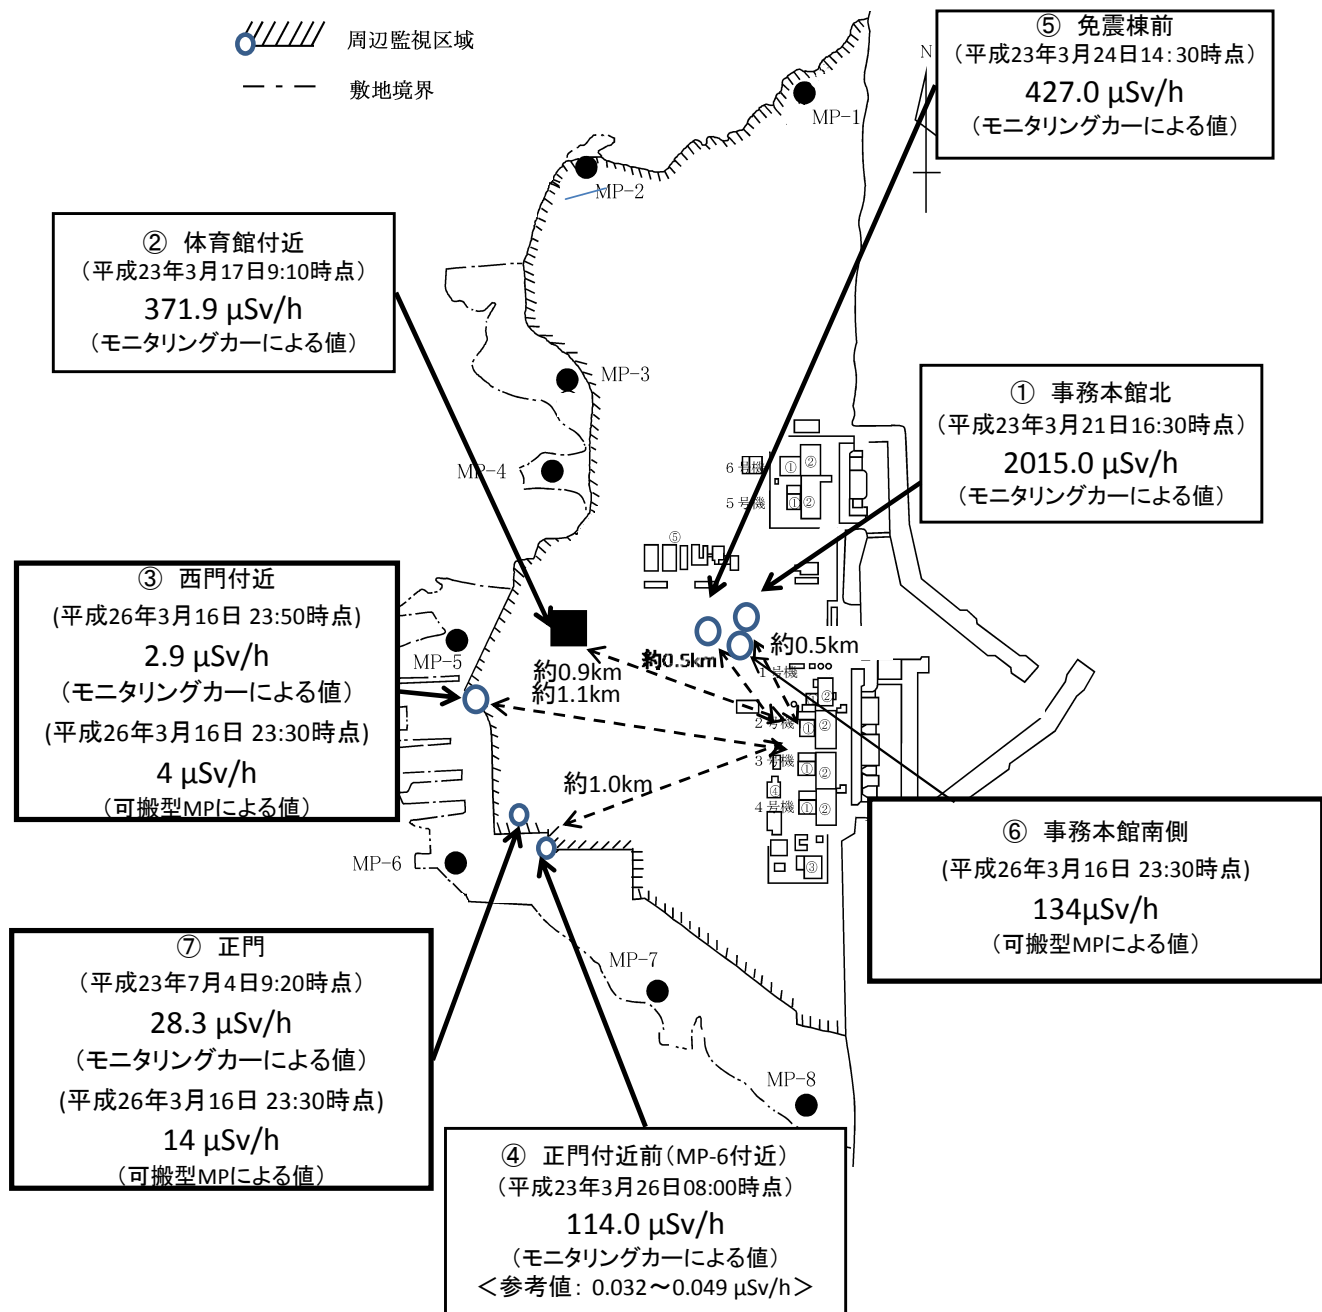 周辺監視区域
敷地境界
⑤ 免震棟前
(平成23年3月24日14:30時点)
427.0 μSv/h
(モニタリングカーによる値)
N
MP-1
MP-2
② 体育館付近
(平成23年3月17日9:10時点)
371.9 μSv/h
(モニタリングカーによる値)
MP-3
MP-4
① 事務本館北
(平成23年3月21日16:30時点)
2015.0 μSv/h
(モニタリングカーによる値)
6号機
① ②
5号機
① ②
⑤
③ 西門付近
(平成26年3月16日 23:50時点)
2.9 μSv/h
(モニタリングカーによる値)
(平成26年3月16日 23:30時点)
4 μSv/h
(可搬型MPによる値)
MP-5
約0.9km
約1.1km
約0.5km
約0.5km
1号機
②
2号機
① ②
3号機
① ②
④
4号機
① ②
③
約1.0km
MP-6
⑥ 事務本館南側
(平成26年3月16日 23:30時点)
134μSv/h
(可搬型MPによる値)
⑦ 正門
(平成23年7月4日9:20時点)
28.3 μSv/h
(モニタリングカーによる値)
(平成26年3月16日 23:30時点)
14 μSv/h
(可搬型MPによる値)
MP-7
MP-8
④ 正門付近前(MP-6付近)
(平成23年3月26日08:00時点)
114.0 μSv/h
(モニタリングカーによる値)
<参考値: 0.032～0.049 μSv/h>